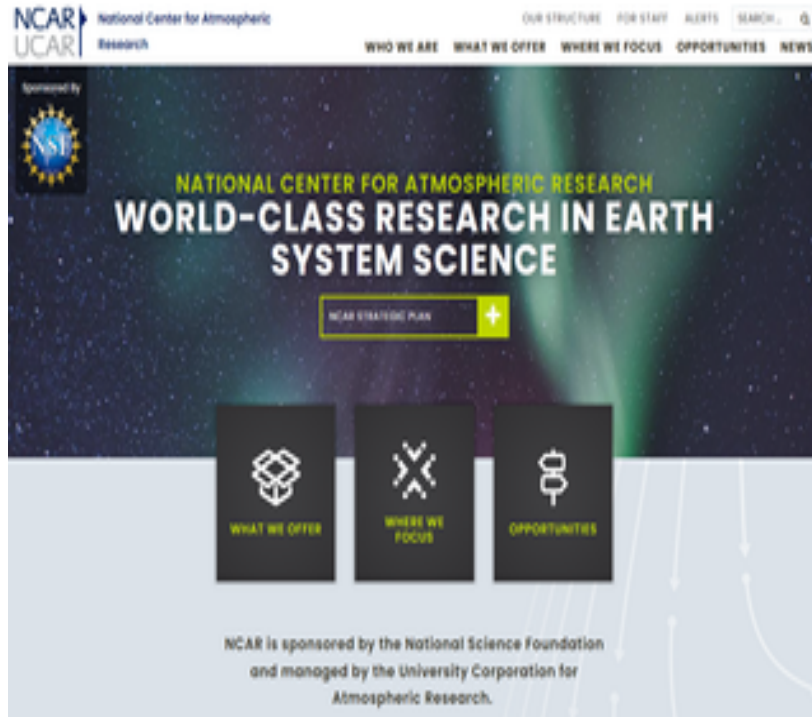 NCAR
UCAR
National Center for Atmospheric
Research
OUR STRUCTURE FOR STAFF ALERTS SEARCH...
WHO WE ARE WHAT WE OFFER WHERE WE FOCUS OPPORTUNITIES NEWS
Sponsored by
NSF
NATIONAL CENTER FOR ATMOSPHERIC RESEARCH
WORLD-CLASS RESEARCH IN EARTH
SYSTEM SCIENCE
NCAR STRATEGIC PLAN
WHAT WE OFFER
WHERE WE
FOCUS
OPPORTUNITIES
NCAR is sponsored by the National Science Foundation
and managed by the University Corporation for
Atmospheric Research.